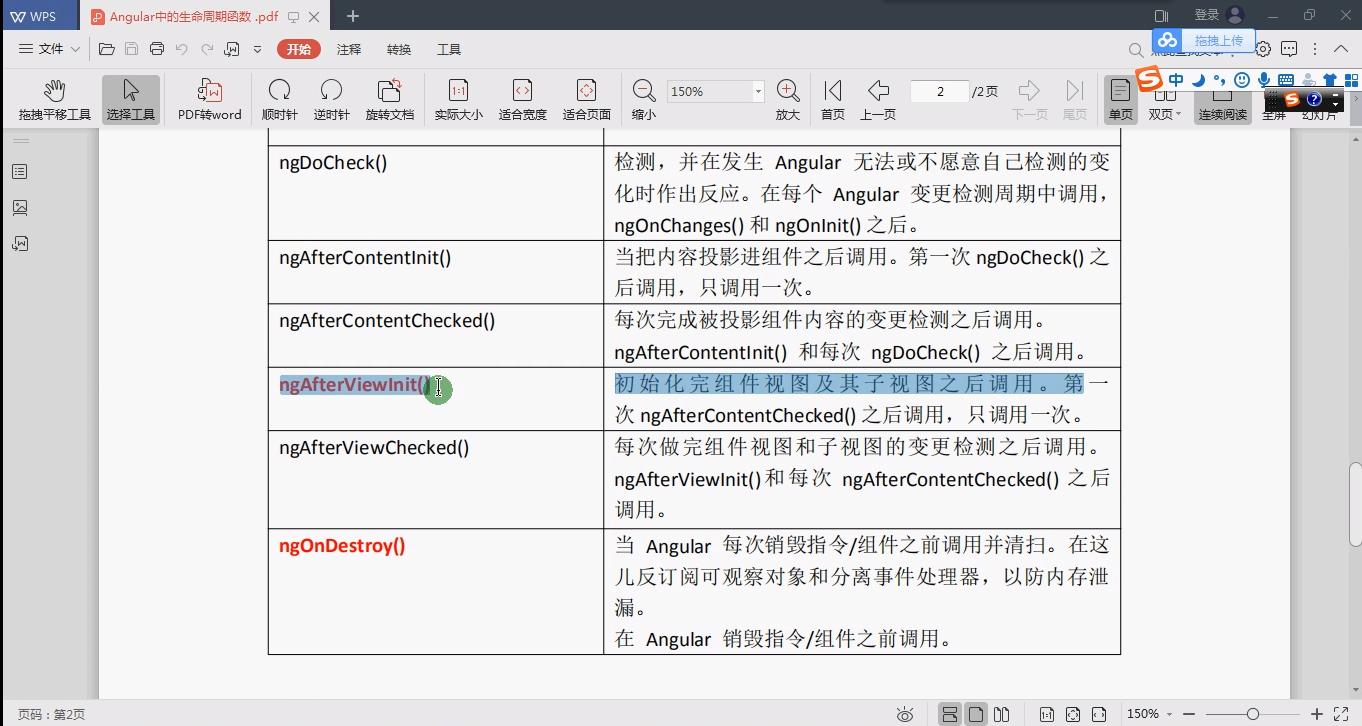 WPS
Angular中的生命周期函数 .pdf
登录
文件
开始
注释
转换
工具
拖拽上传
中
拖拽平移工具
选择工具
PDF转word
顺时针
逆时针
旋转文档
实际大小
适合宽度
适合页面
缩小
150%
放大
首页
上一页
2
/2页
下一页
尾页
单页
双页
连续阅读
全屏
幻灯片
ngDoCheck()
检测，并在发生 Angular 无法或不愿意自己检测的变
化时作出反应。在每个 Angular 变更检测周期中调用，
ngOnChanges() 和 ngOnInit() 之后。
ngAfterContentInit()
当把内容投影进组件之后调用。第一次 ngDoCheck() 之
后调用，只调用一次。
ngAfterContentChecked()
每次完成被投影组件内容的变更检测之后调用。
ngAfterContentInit() 和每次 ngDoCheck() 之后调用。
ngAfterViewInit()
初始化完组件视图及其子视图之后调用。第一
次 ngAfterContentChecked() 之后调用，只调用一次。
ngAfterViewChecked()
每次做完组件视图和子视图的变更检测之后调用。
ngAfterViewInit() 和每次 ngAfterContentChecked() 之后
调用。
ngOnDestroy()
当 Angular 每次销毁指令/组件之前调用并清扫。在这
儿反订阅可观察对象和分离事件处理器，以防内存泄
漏。
在 Angular 销毁指令/组件之前调用。
页码：第2页
150%